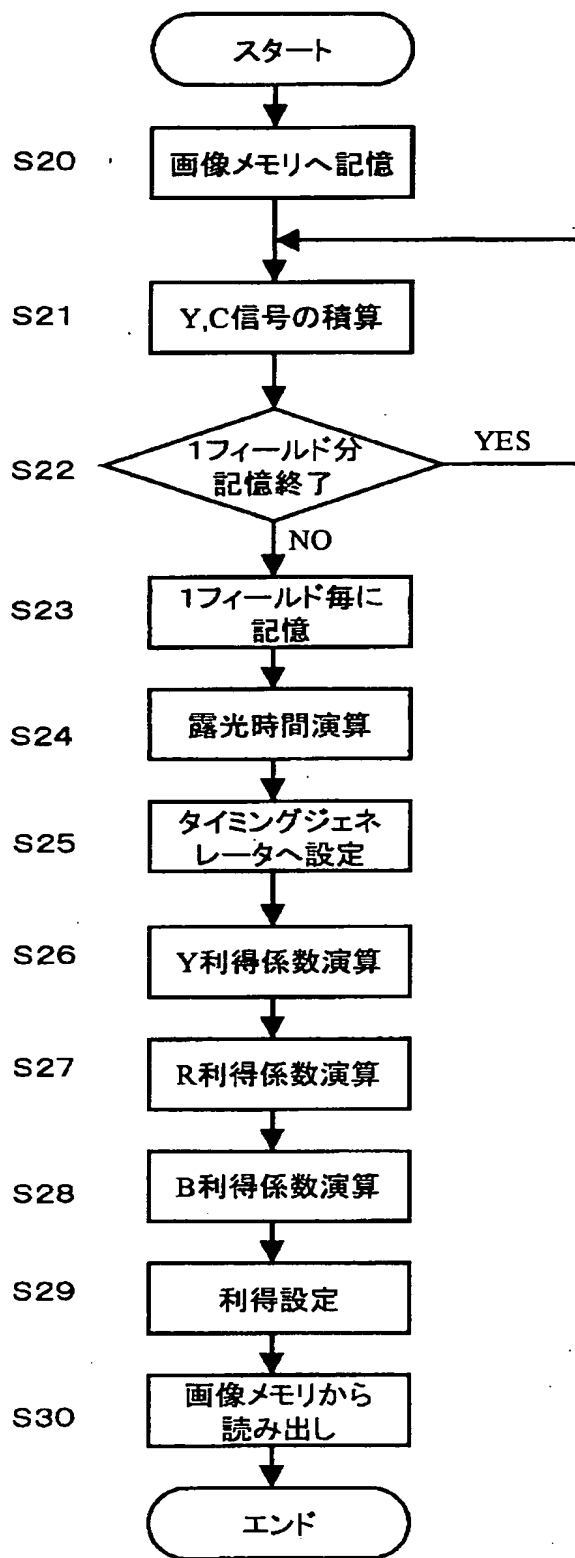 スタート
S20
画像メモリへ記憶
S21
Y,C信号の積算
S22
1フィールド分
記憶終了
YES
NO
S23
1フィールド毎に
記憶
S24
露光時間演算
S25
タイミングジェネ
レータへ設定
S26
Y利得係数演算
S27
R利得係数演算
S28
B利得係数演算
S29
利得設定
S30
画像メモリから
読み出し
エンド